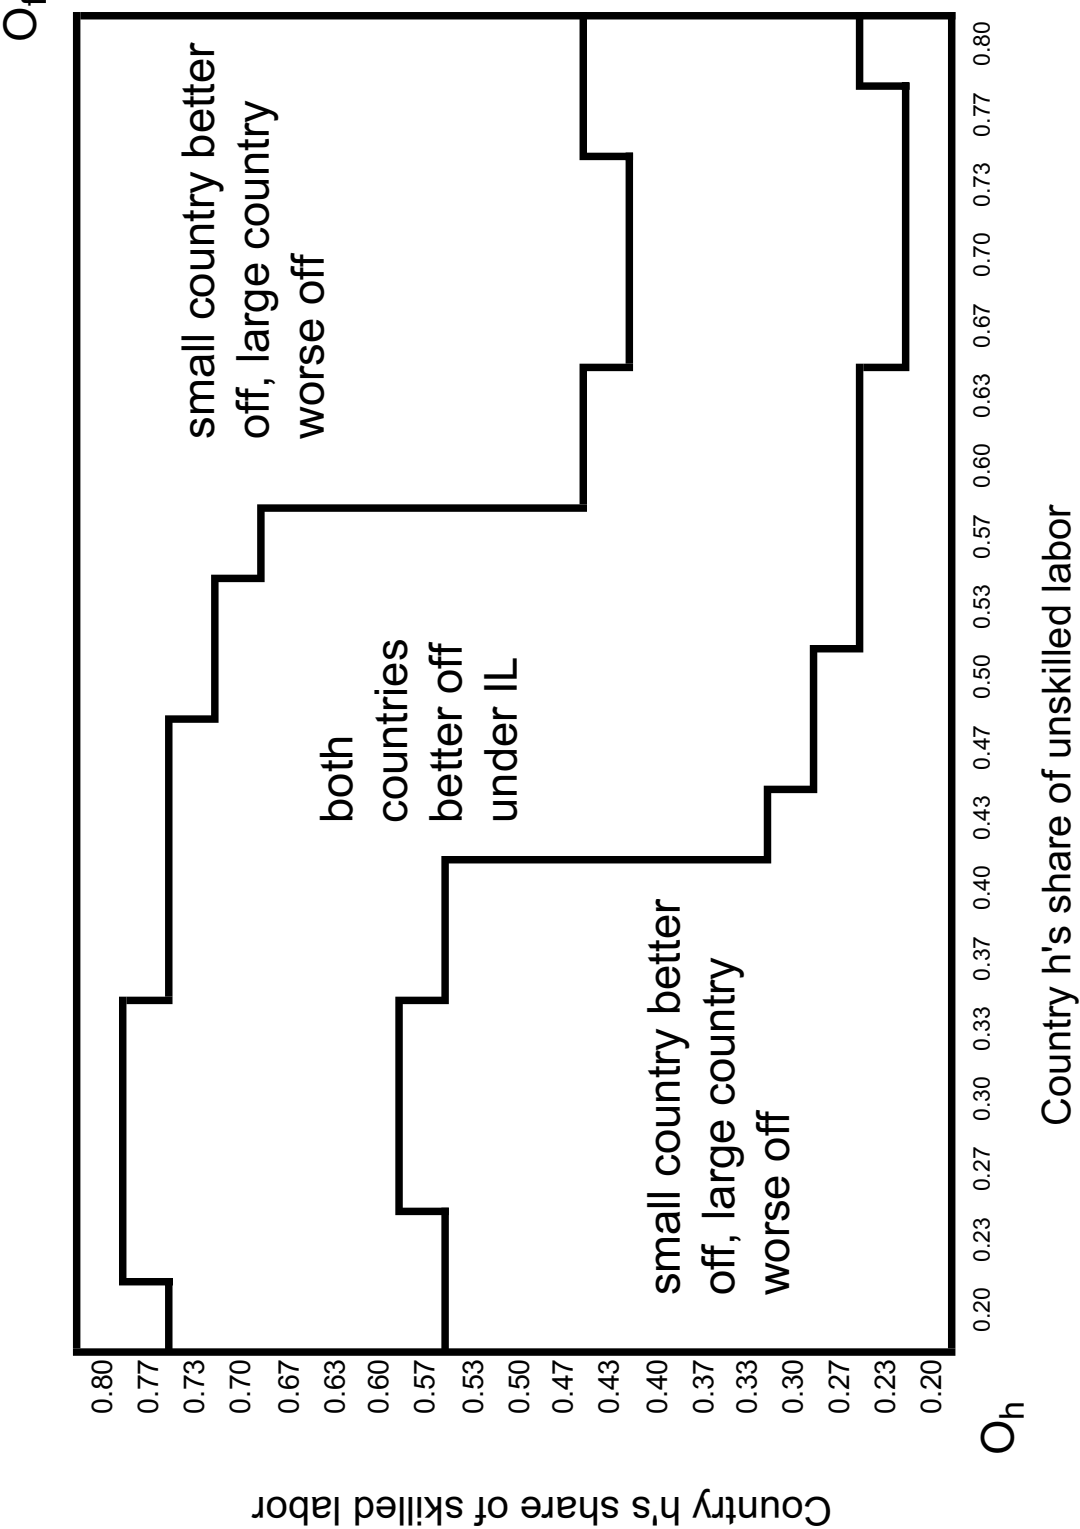 O_f
small country better
off, large country
worse off
both
countries
better off
under IL
small country better
off, large country
worse off
0.80
0.77
0.73
0.70
0.67
0.63
0.60
0.57
0.53
0.50
0.47
0.43
0.40
0.37
0.33
0.30
0.27
0.23
0.20
Country h's share of skilled labor
O_h
0.20
0.23
0.27
0.30
0.33
0.37
0.40
0.43
0.47
0.50
0.53
0.57
0.60
0.63
0.67
0.70
0.73
0.77
0.80
Country h's share of unskilled labor